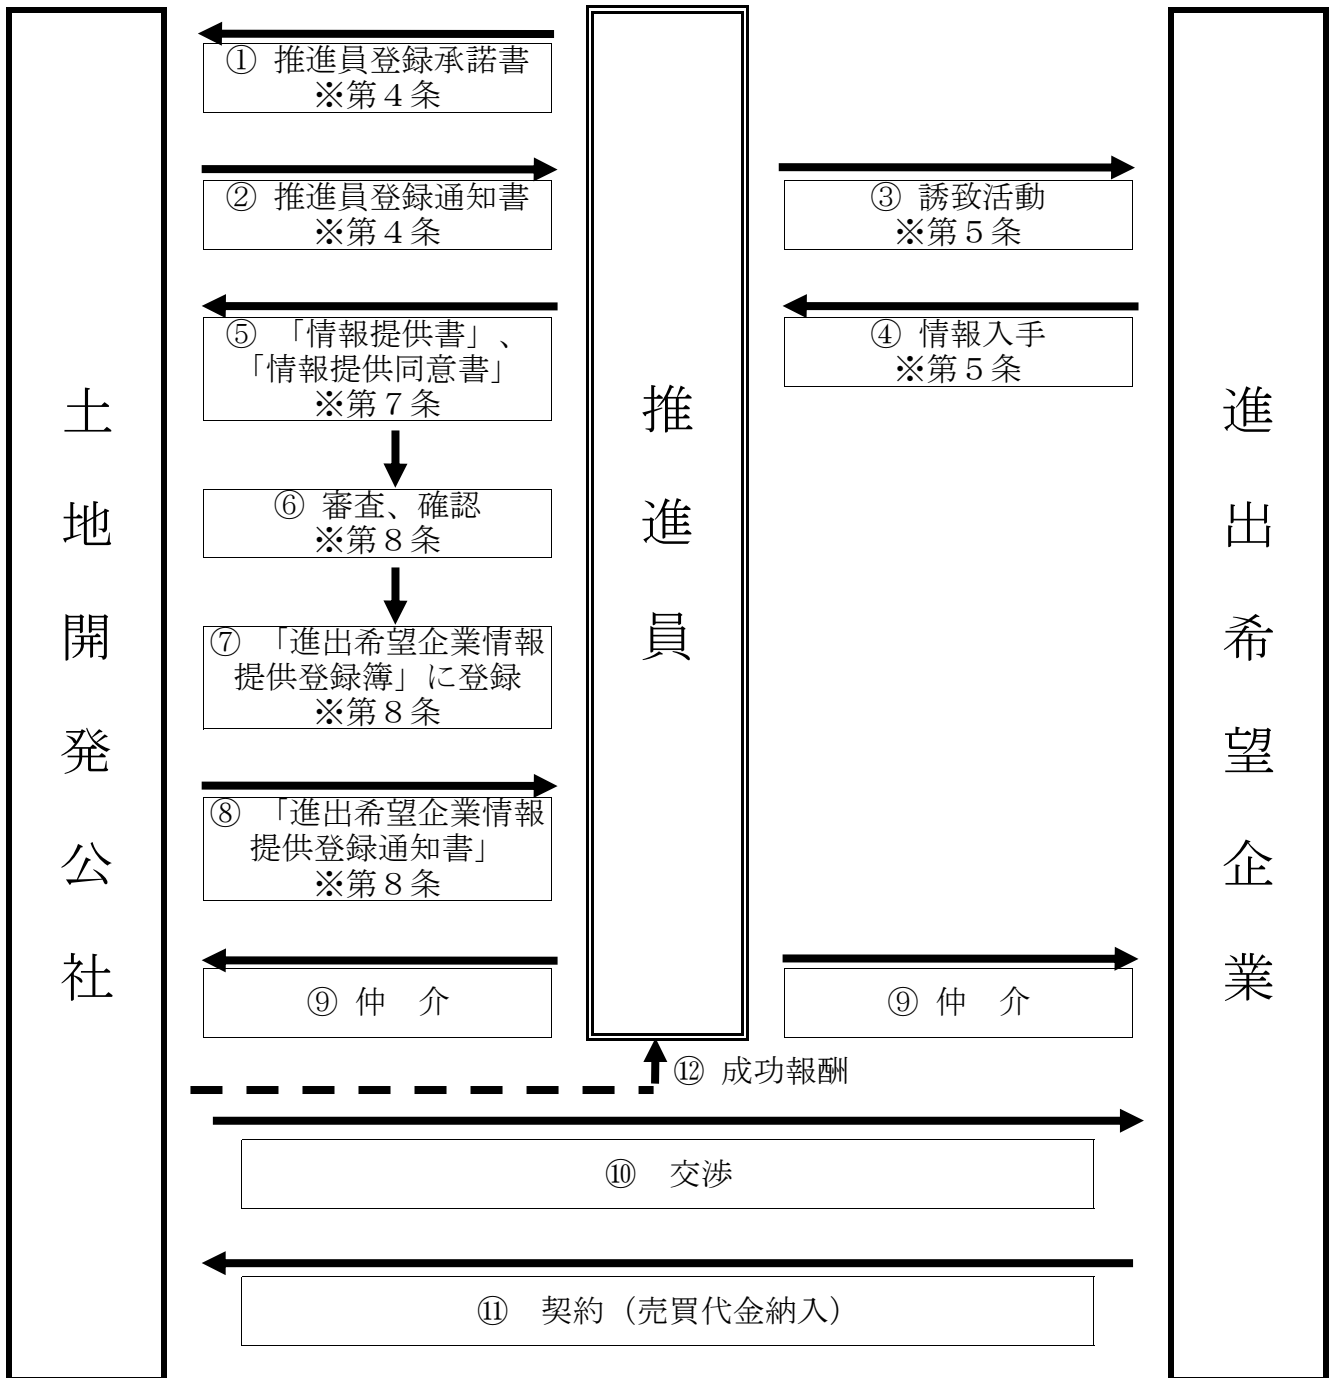 土地開発公社
① 推進員登録承諾書
※第４条
② 推進員登録通知書
※第４条
⑤ 「情報提供書」、
「情報提供同意書」
※第７条
⑥ 審査、確認
※第８条
⑦ 「進出希望企業情報
提供登録簿」に登録
※第８条
⑧ 「進出希望企業情報
提供登録通知書」
※第８条
⑨ 仲　介
推進員
③ 誘致活動
※第５条
④ 情報入手
※第５条
⑨ 仲　介
進出希望企業
⑫ 成功報酬
⑩　交渉
⑪　契約（売買代金納入）